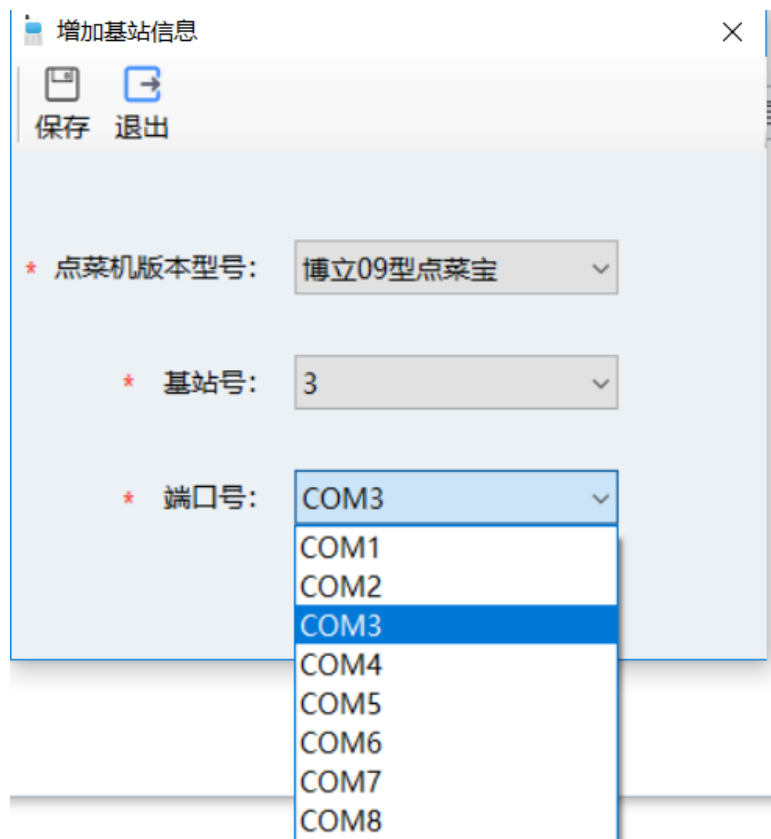 增加基站信息
保存 退出
* 点菜机版本型号: 博立09型点菜宝
* 基站号: 3
* 端口号: COM3
COM1
COM2
COM3
COM4
COM5
COM6
COM7
COM8